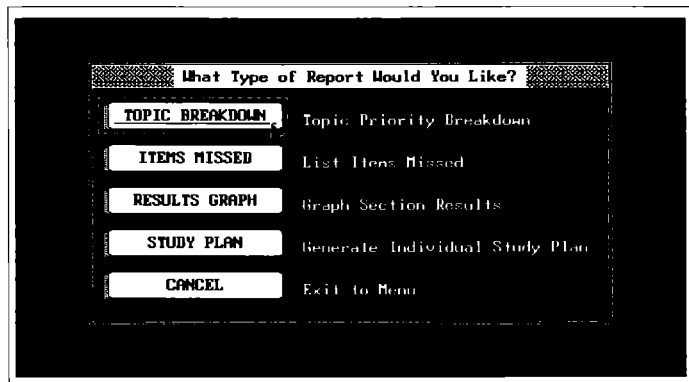 What Type of Report Would You Like?
TOPIC BREAKDOWN Topic Priority Breakdown
ITEMS MISSED List Items Missed
RESULTS GRAPH Graph Section Results
STUDY PLAN Generate Individual Study Plan
CANCEL Exit to Menu